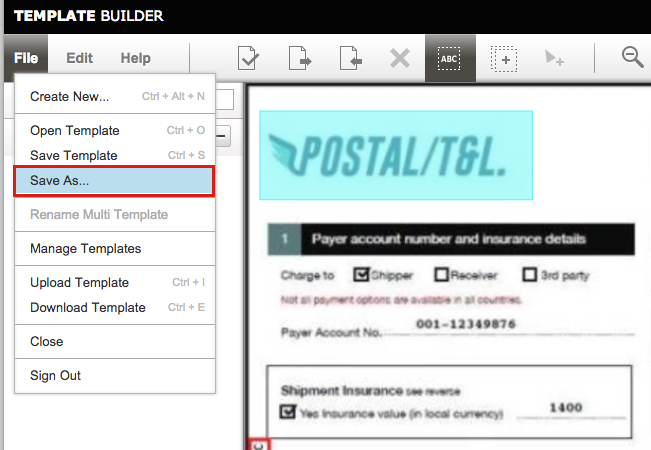 TEMPLATE BUILDER
File Edit Help
ABC
Create New... Ctrl + Alt + N
Open Template Ctrl + O
Save Template Ctrl + S
Save As...
Rename Multi Template
Manage Templates
Upload Template Ctrl + I
Download Template Ctrl + E
Close
Sign Out
POSTAL/T&L.
1 Payer account number and insurance details
Charge to Shipper Receiver 3rd party
Not all payment options are available in all countries.
Payer Account No. 001-12349876
Shipment Insurance see reverse
Yes Insurance value (in local currency) 1400